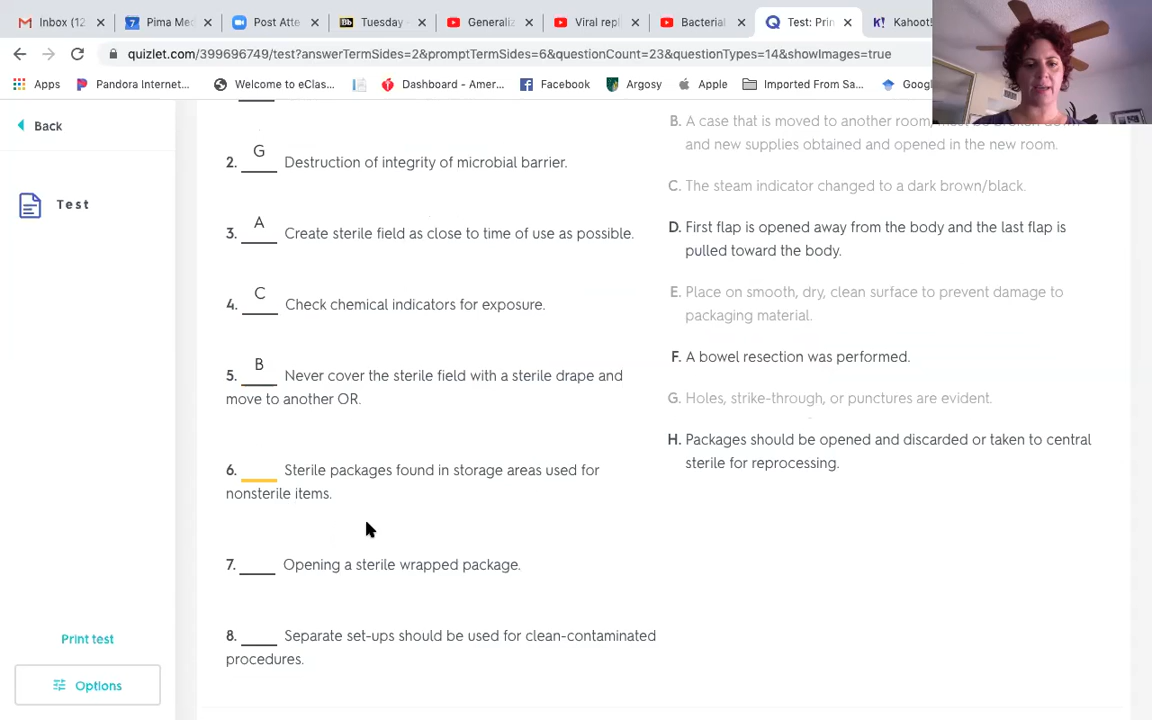 Inbox (12
Pima Med
Post Atte
Tuesday
Generaliz
Viral repl
Bacterial
Test: Prin
Kahoot!
quizlet.com/399696749/test?answerTermSides=2&promptTermSides=6&questionCount=23&questionTypes=14&showImages=true
Apps
Pandora Internet...
Welcome to eClas...
Dashboard - Amer...
Facebook
Argosy
Apple
Imported From Sa...
Googl
Back
Test
Print test
Options
G
2. Destruction of integrity of microbial barrier.
A
3. Create sterile field as close to time of use as possible.
C
4. Check chemical indicators for exposure.
B
5. Never cover the sterile field with a sterile drape and
move to another OR.
6. Sterile packages found in storage areas used for
nonsterile items.
7. Opening a sterile wrapped package.
8. Separate set-ups should be used for clean-contaminated
procedures.
B. A case that is moved to another room,
and new supplies obtained and opened in the new room.
C. The steam indicator changed to a dark brown/black.
D. First flap is opened away from the body and the last flap is
pulled toward the body.
E. Place on smooth, dry, clean surface to prevent damage to
packaging material.
F. A bowel resection was performed.
G. Holes, strike-through, or punctures are evident.
H. Packages should be opened and discarded or taken to central
sterile for reprocessing.